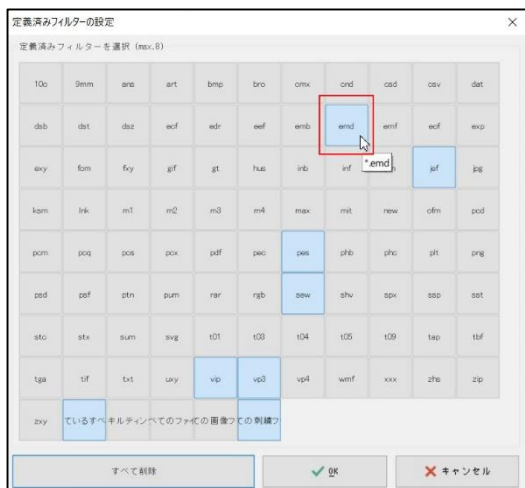 定義済みフィルターの設定
定義済みフィルターを選択 (max.8)
10o 9mm ans art bmp bro cmx cnd csd csv dat
dsb dst dsz ecf edr eef emb emd emf eof exp
exy fcm fxy gif gt hus inb inf jef jpg
*.emd
ksm lnk m1 m2 m3 m4 max mit new ofm pcd
pcm pcq pcs pcx pdf pec pes phb phc plt png
psd psf ptn pum rar rgb sew shv spx ssp sst
stc stx sum svg t01 t03 t04 t05 t09 tap tbf
tga tif txt uxy vip vp3 vp4 wmf xxx zhs zip
zxy ているすべ キルティン べてのファイ ての画像フ ての刺繍フ
すべて削除 OK キャンセル